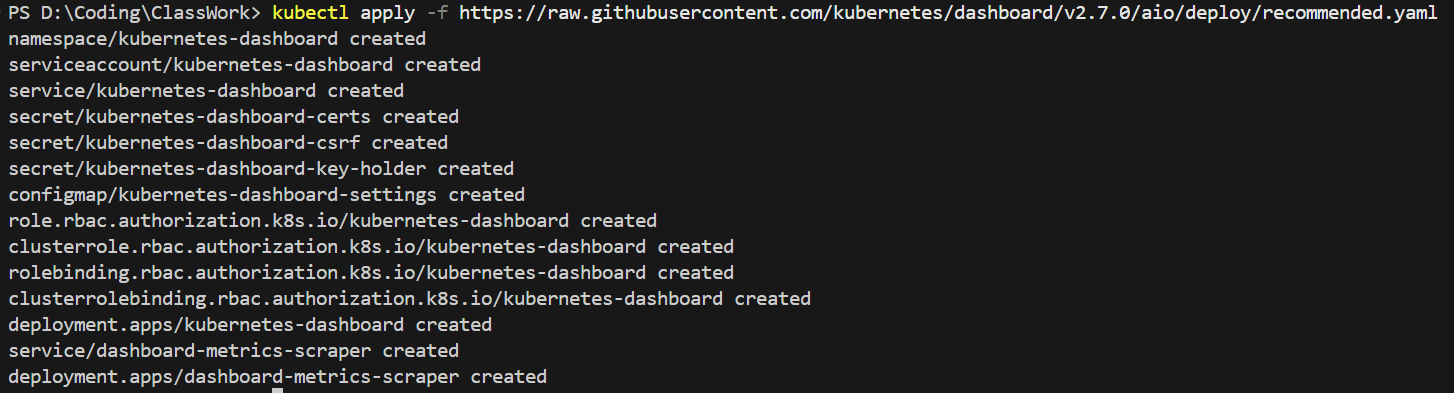 PS D:\Coding\ClassWork> kubectl apply -f https://raw.githubusercontent.com/kubernetes/dashboard/v2.7.0/aio/deploy/recommended.yaml
namespace/kubernetes-dashboard created
serviceaccount/kubernetes-dashboard created
service/kubernetes-dashboard created
secret/kubernetes-dashboard-certs created
secret/kubernetes-dashboard-csrf created
secret/kubernetes-dashboard-key-holder created
configmap/kubernetes-dashboard-settings created
role.rbac.authorization.k8s.io/kubernetes-dashboard created
clusterrole.rbac.authorization.k8s.io/kubernetes-dashboard created
rolebinding.rbac.authorization.k8s.io/kubernetes-dashboard created
clusterrolebinding.rbac.authorization.k8s.io/kubernetes-dashboard created
deployment.apps/kubernetes-dashboard created
service/dashboard-metrics-scraper created
deployment.apps/dashboard-metrics-scraper created